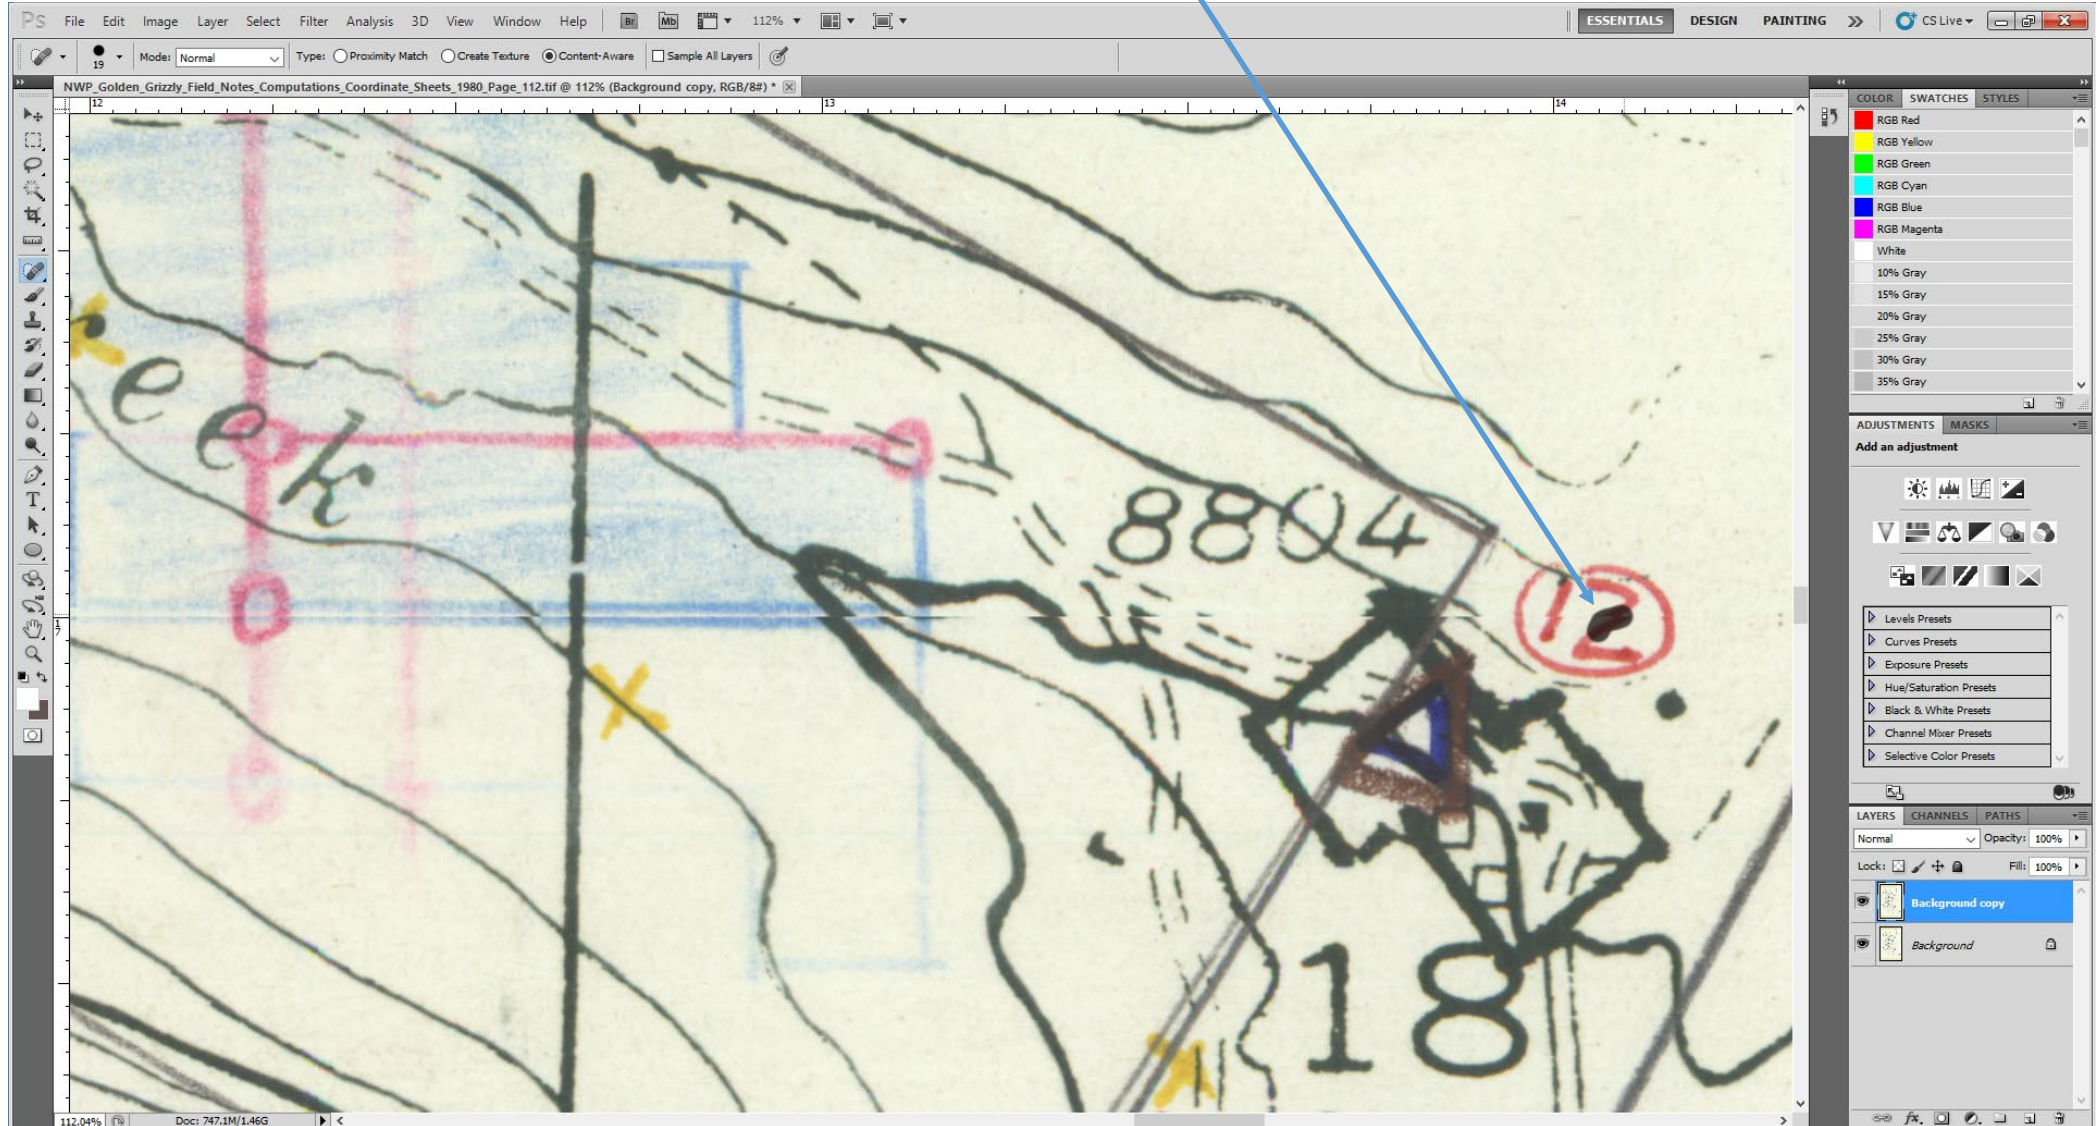 PS File Edit Image Layer Select Filter Analysis 3D View Window Help Br Mb 112% ESSENTIALS DESIGN PAINTING CS Live
19 Mode: Normal Type: Proximity Match Create Texture Content-Aware Sample All Layers
NWP_Golden_Grizzly_Field_Notes_Computations_Coordinate_Sheets_1980_Page_112.tif @ 112% (Background copy, RGB/8#) *
12 13 14
17
eek
8804
12
18
COLOR SWATCHES STYLES
RGB Red
RGB Yellow
RGB Green
RGB Cyan
RGB Blue
RGB Magenta
White
10% Gray
15% Gray
20% Gray
25% Gray
30% Gray
35% Gray
ADJUSTMENTS MASKS
Add an adjustment
Levels Presets
Curves Presets
Exposure Presets
Hue/Saturation Presets
Black & White Presets
Channel Mixer Presets
Selective Color Presets
LAYERS CHANNELS PATHS
Normal Opacity: 100%
Lock: Fill: 100%
Background copy
Background
112.04% Doc: 747.1M/1.46G